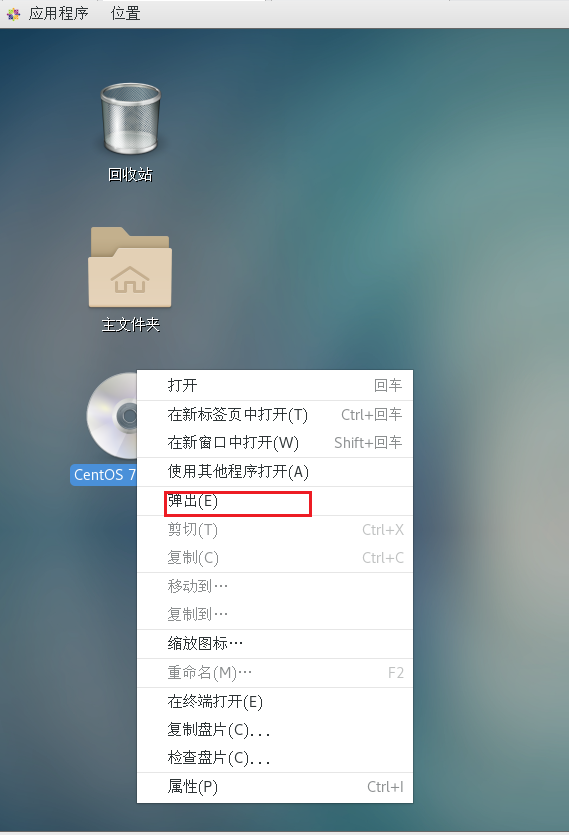 应用程序 位置
回收站
主文件夹
CentOS 7
打开 回车
在新标签页中打开(T) Ctrl+回车
在新窗口中打开(W) Shift+回车
使用其他程序打开(A)
弹出(E)
剪切(T) Ctrl+X
复制(C) Ctrl+C
移动到…
复制到…
缩放图标…
重命名(M)… F2
在终端打开(E)
复制盘片(C)...
检查盘片(C)...
属性(P) Ctrl+I